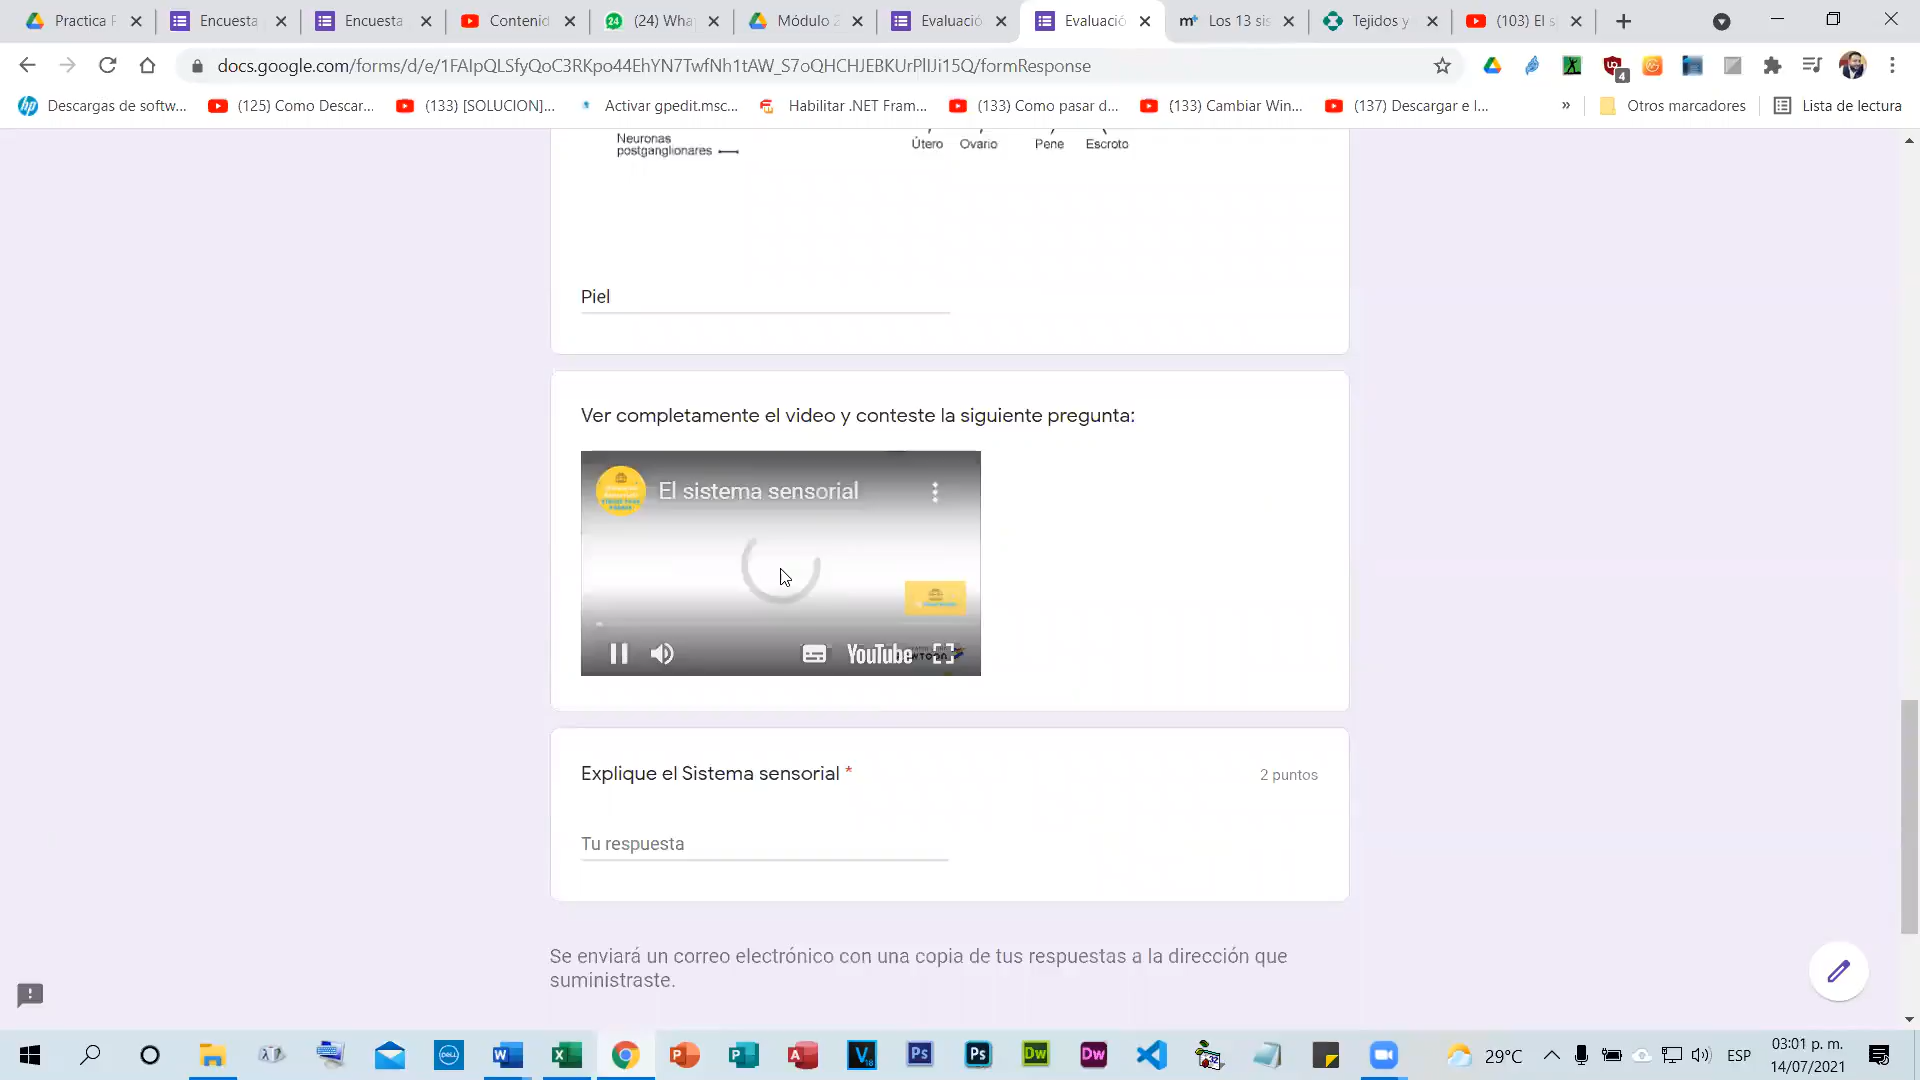 Practica F
Encuesta
Encuesta
Contenid
(24) Wha
Módulo 2
Evaluació
Evaluació
Los 13 sis
Tejidos y
(103) El s
docs.google.com/forms/d/e/1FAIpQLSfyQoC3RKpo44EhYN7TwfNh1tAW_S7oQHCHJEBKUrPlIJi15Q/formResponse
Descargas de softw...
(125) Como Descar...
(133) [SOLUCION]...
Activar gpedit.msc...
Habilitar .NET Fram...
(133) Como pasar d...
(133) Cambiar Win...
(137) Descargar e I...
»
Otros marcadores
Lista de lectura
Neuronas
postganglionares
Útero Ovario Pene Escroto
Piel
Ver completamente el video y conteste la siguiente pregunta:
El sistema sensorial
YouTube
Explique el Sistema sensorial *
2 puntos
Tu respuesta
Se enviará un correo electrónico con una copia de tus respuestas a la dirección que
suministraste.
29°C
ESP
03:01 p. m.
14/07/2021